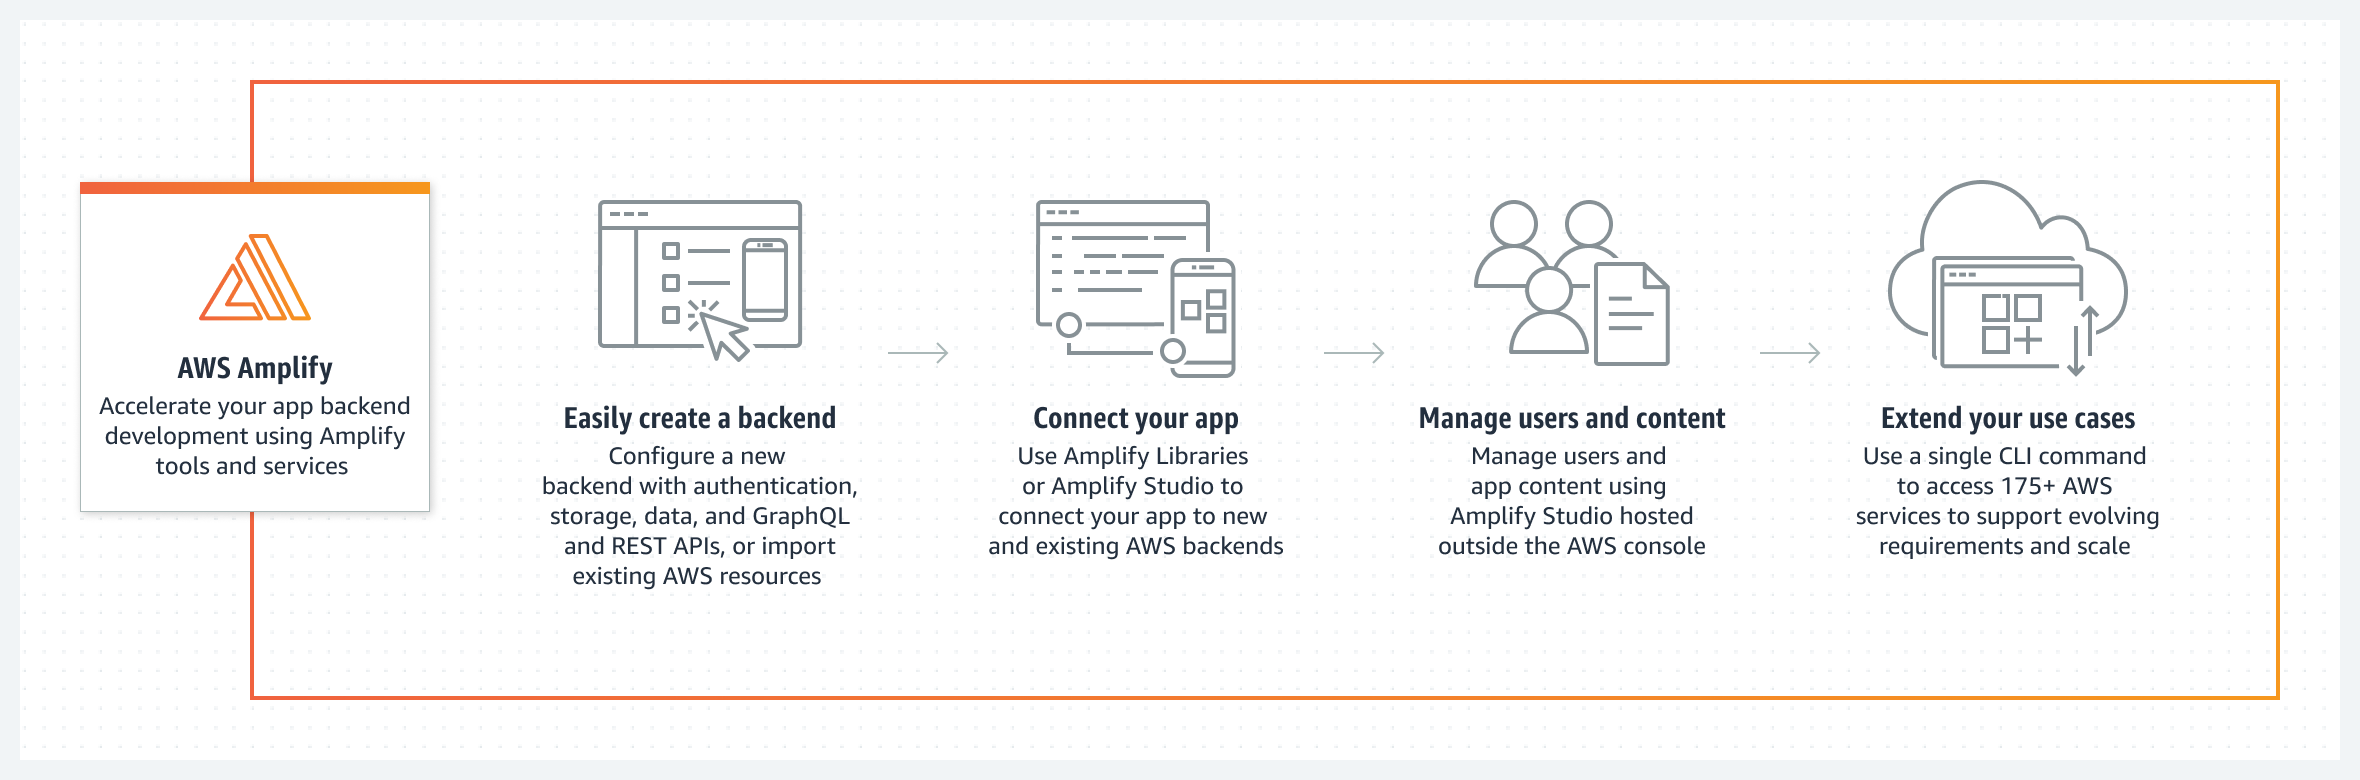 AWS Amplify
Accelerate your app backend
development using Amplify
tools and services
Easily create a backend
Configure a new
backend with authentication,
storage, data, and GraphQL
and REST APIs, or import
existing AWS resources
Connect your app
Use Amplify Libraries
or Amplify Studio to
connect your app to new
and existing AWS backends
Manage users and content
Manage users and
app content using
Amplify Studio hosted
outside the AWS console
Extend your use cases
Use a single CLI command
to access 175+ AWS
services to support evolving
requirements and scale